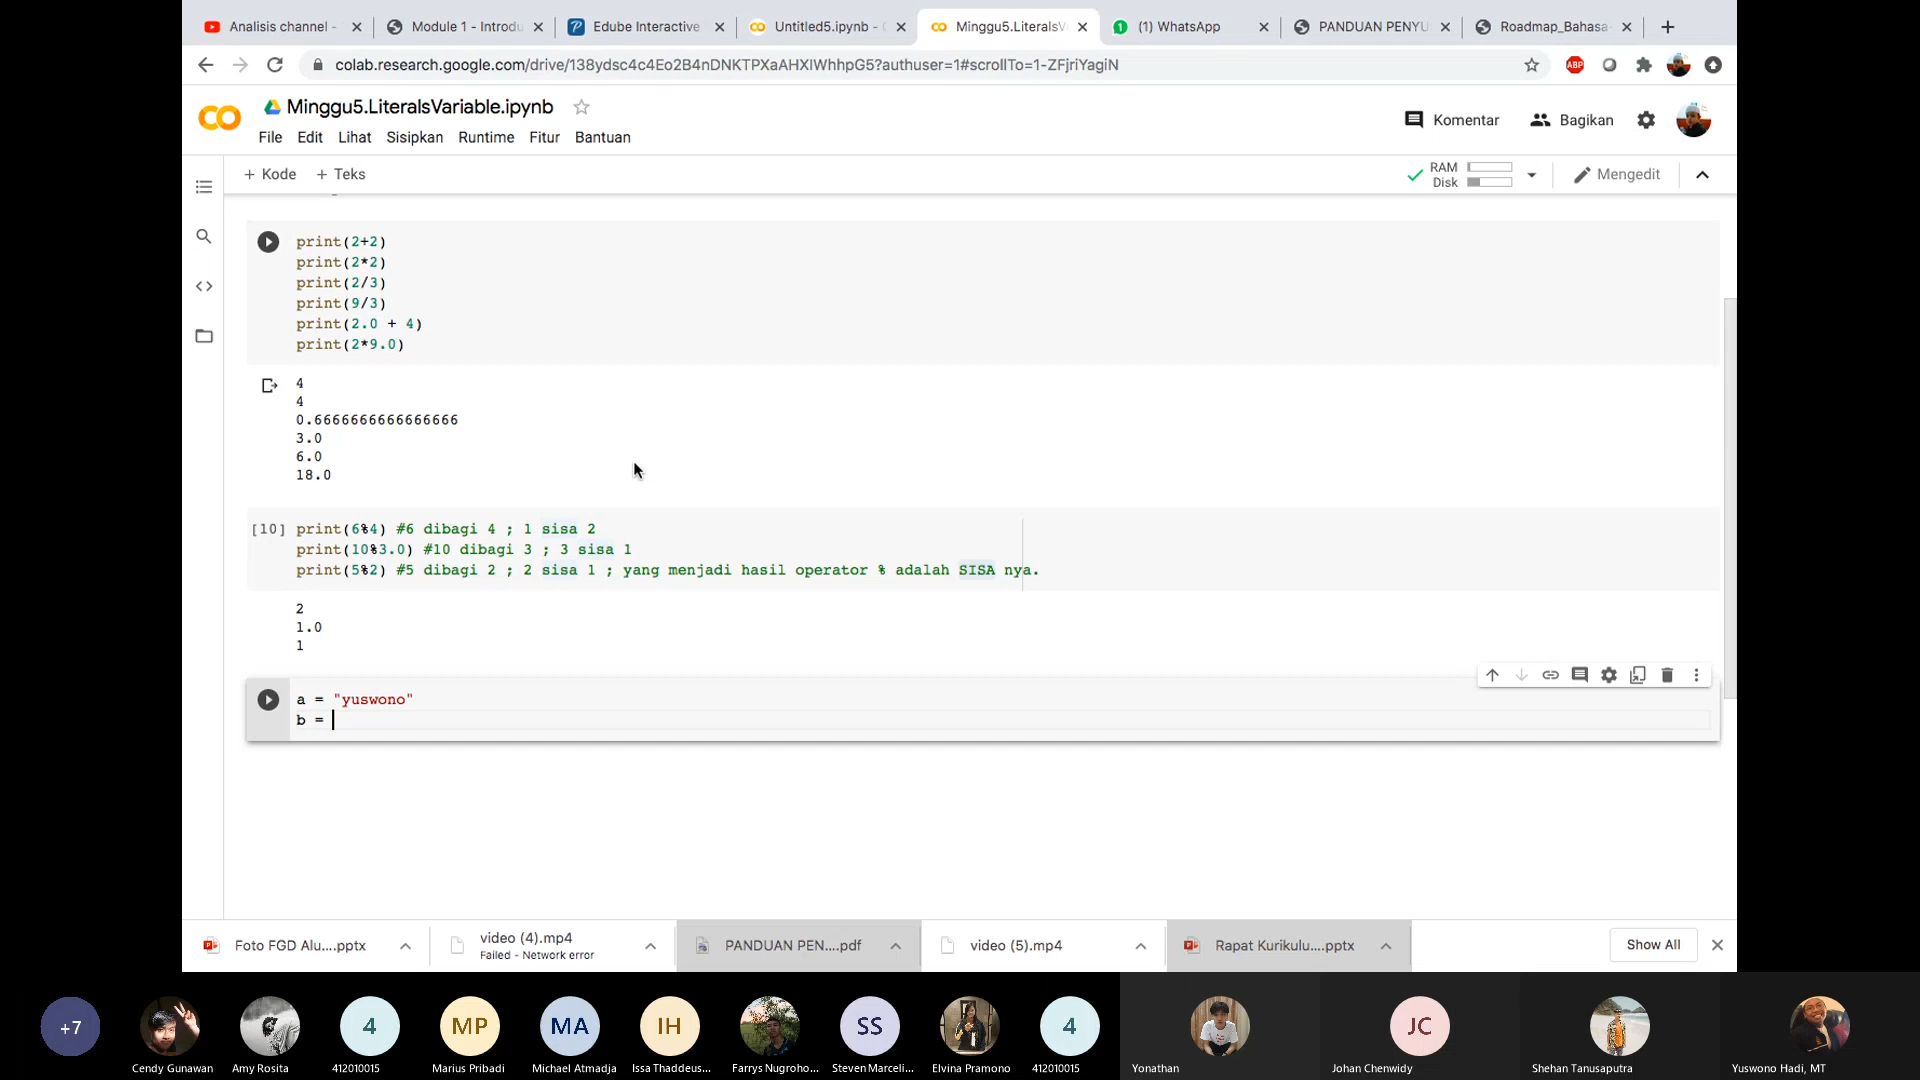 Analisis channel -
Module 1 - Introdu
Edube Interactive
Untitled5.ipynb - C
Minggu5.LiteralsV
(1) WhatsApp
PANDUAN PENYU
Roadmap_Bahasa
colab.research.google.com/drive/138ydsc4c4Eo2B4nDNKTPXaAHXIWhhpG5?authuser=1#scrollTo=1-ZFjriYagiN
ABP
CO
Minggu5.LiteralsVariable.ipynb
File Edit Lihat Sisipkan Runtime Fitur Bantuan
Komentar
Bagikan
+ Kode + Teks
RAM
Disk
Mengedit
print(2+2)
print(2*2)
print(2/3)
print(9/3)
print(2.0 + 4)
print(2*9.0)
4
4
0.6666666666666666
3.0
6.0
18.0
[10] print(6%4) #6 dibagi 4 ; 1 sisa 2
print(10%3.0) #10 dibagi 3 ; 3 sisa 1
print(5%2) #5 dibagi 2 ; 2 sisa 1 ; yang menjadi hasil operator % adalah SISA nya.
2
1.0
1
a = "yuswono"
b =
Foto FGD Alu....pptx
video (4).mp4
Failed - Network error
PANDUAN PEN....pdf
video (5).mp4
Rapat Kurikulu....pptx
Show All
+7
4
MP
MA
IH
SS
4
JC
Cendy Gunawan
Amy Rosita
412010015
Marius Pribadi
Michael Atmadja
Issa Thaddeus...
Farrys Nugroho...
Steven Marceli...
Elvina Pramono
412010015
Yonathan
Johan Chenwidy
Shehan Tanusaputra
Yuswono Hadi, MT